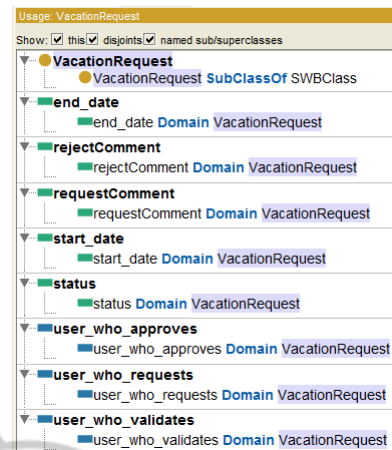 Usage: VacationRequest
Show: this disjoints named sub/superclasses
VacationRequest
VacationRequest SubClassOf SWBClass
end_date
end_date Domain VacationRequest
rejectComment
rejectComment Domain VacationRequest
requestComment
requestComment Domain VacationRequest
start_date
start_date Domain VacationRequest
status
status Domain VacationRequest
user_who_approves
user_who_approves Domain VacationRequest
user_who_requests
user_who_requests Domain VacationRequest
user_who_validates
user_who_validates Domain VacationRequest